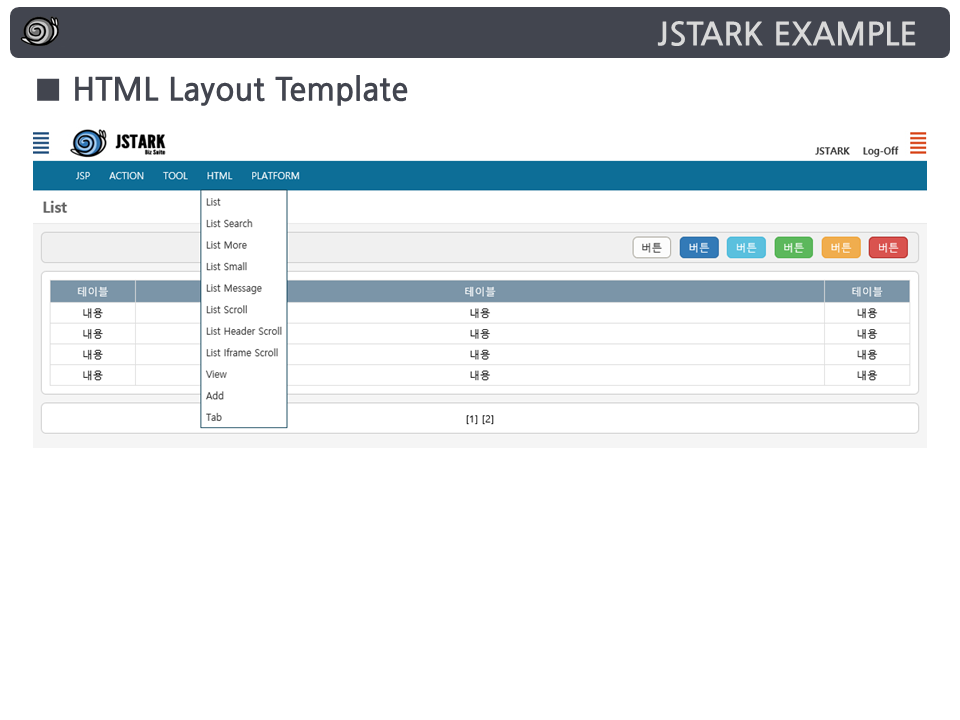 JSTARK EXAMPLE
■ HTML Layout Template
JSTARK
Biz Suite
JSTARK Log-Off
JSP ACTION TOOL HTML PLATFORM
List
List
List Search
List More
List Small
List Message
List Scroll
List Header Scroll
List Iframe Scroll
View
Add
Tab
버튼 버튼 버튼 버튼 버튼 버튼
테이블 테이블 테이블
내용 내용 내용
내용 내용 내용
내용 내용 내용
내용 내용 내용
[1] [2]